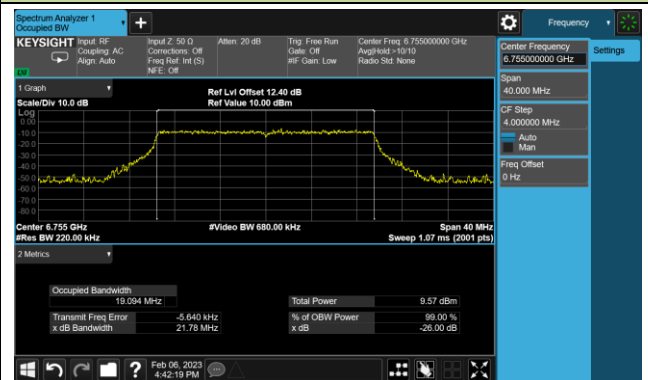 Spectrum Analyzer 1
Occupied BW
+
Frequency
KEYSIGHT
Input: RF
Coupling: AC
Align: Auto
Input Z: 50 Ω
Corrections: Off
Freq Ref: Int (S)
NFE: Off
Atten: 20 dB
Trig: Free Run
Gate: Off
#IF Gain: Low
Center Freq: 6.755000000 GHz
Avg|Hold:>10/10
Radio Std: None
Center Frequency
6.755000000 GHz
Settings
Span
40.000 MHz
CF Step
4.000000 MHz
Auto
Man
Freq Offset
0 Hz
1 Graph
Scale/Div 10.0 dB
Ref Lvl Offset 12.40 dB
Ref Value 10.00 dBm
Log
0.00
-10.0
-20.0
-30.0
-40.0
-50.0
-60.0
-70.0
-80.0
Center 6.755 GHz
#Video BW 680.00 kHz
Span 40 MHz
#Res BW 220.00 kHz
Sweep 1.07 ms (2001 pts)
2 Metrics
Occupied Bandwidth
19.094 MHz
Total Power 9.57 dBm
Transmit Freq Error -5.640 kHz
% of OBW Power 99.00 %
x dB Bandwidth 21.78 MHz
x dB -26.00 dB
?
Feb 06, 2023
4:42:19 PM